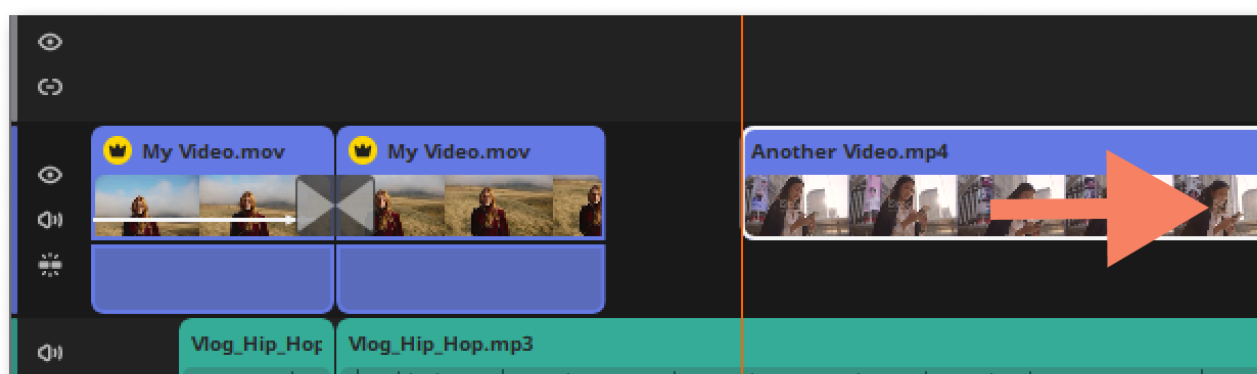 My Video.mov
My Video.mov
Another Video.mp4
Vlog_Hip_Hop
Vlog_Hip_Hop.mp3